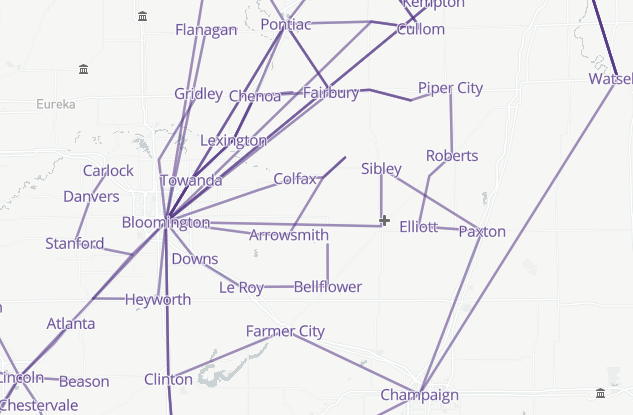 Kempton
Pontiac
Flanagan
Cullom
Watsek
Piper City
Gridley
Chenoa
Fairbury
Eureka
Lexington
Roberts
Carlock
Sibley
Towanda
Colfax
Danvers
Bloomington
Elliott
Paxton
Arrowsmith
Stanford
Downs
Le Roy
Bellflower
Heyworth
Atlanta
Farmer City
Lincoln
Beason
Clinton
Champaign
Chestervale